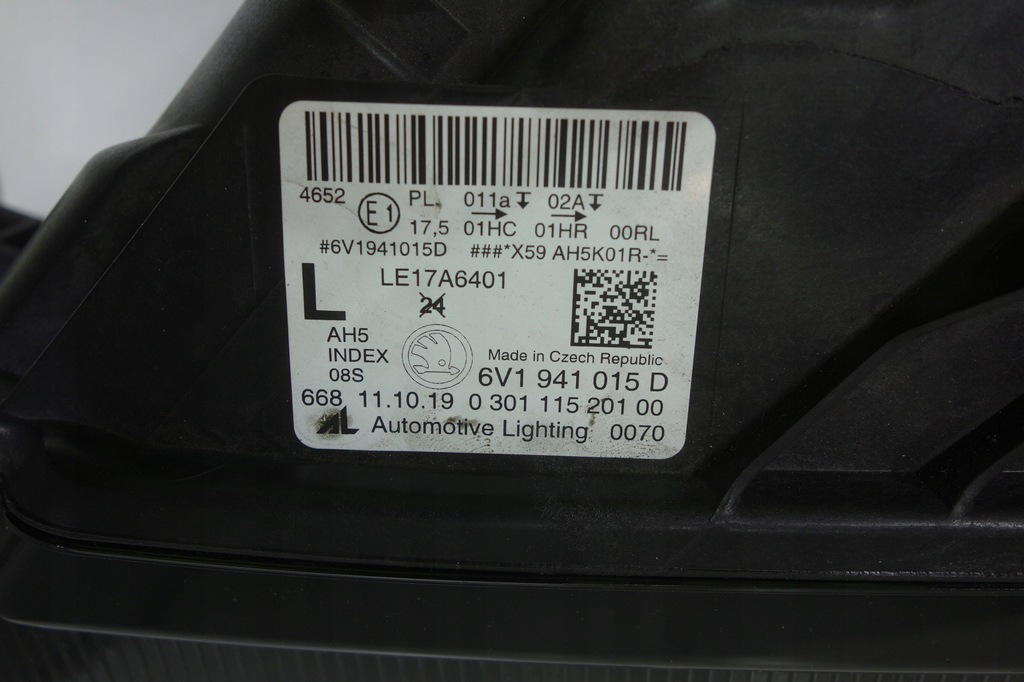 4652 E1 PL. 011a 02A
17,5 01HC 01HR 00RL
#6V1941015D ###*X59 AH5K01R-*=
L LE17A6401
24
AH5
INDEX Made in Czech Republic
08S 6V1 941 015 D
668 11.10.19 0 301 115 201 00
AL Automotive Lighting 0070